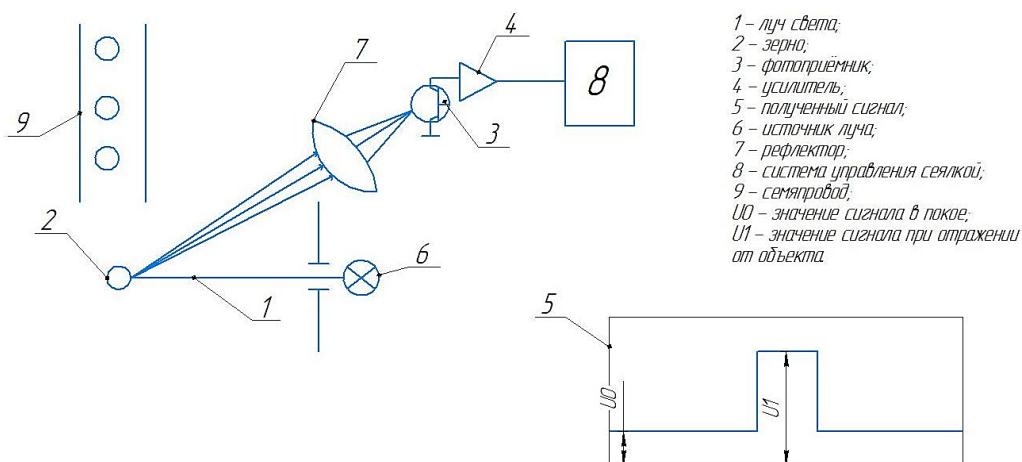 4
7
8
9
3
2
6
1
1 – луч света;
2 – зерно;
3 – фотоприёмник;
4 – усилитель;
5 – полученный сигнал;
6 – источник луча;
7 – рефлектор;
8 – система управления сеялкой;
9 – семяпровод;
U0 – значение сигнала в покое;
U1 – значение сигнала при отражении
от объекта
5
U0
U1